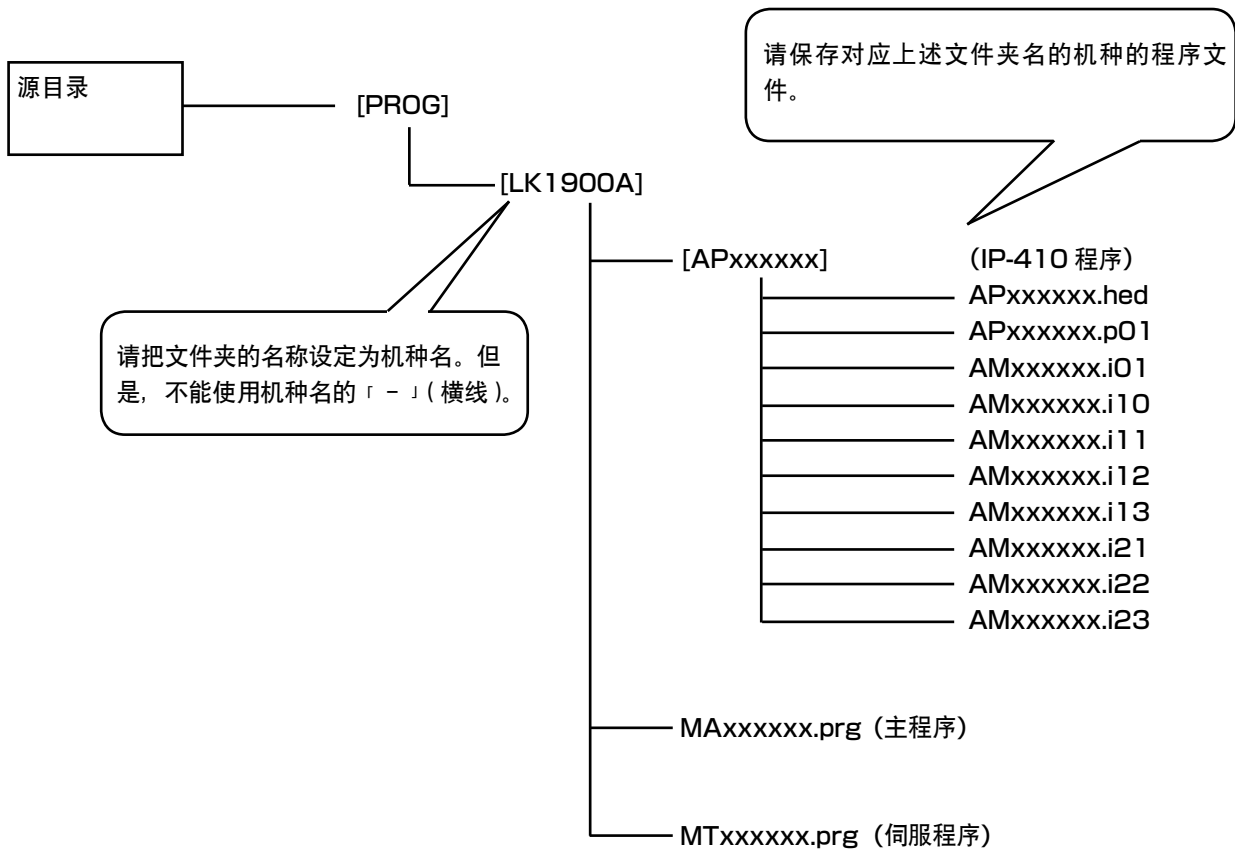 请保存对应上述文件夹名的机种的程序文
件。
源目录
[PROG]
[LK1900A]
[APxxxxxx]
(IP-410 程序)
APxxxxxx.hed
APxxxxxx.p01
AMxxxxxx.i01
AMxxxxxx.i10
AMxxxxxx.i11
AMxxxxxx.i12
AMxxxxxx.i13
AMxxxxxx.i21
AMxxxxxx.i22
AMxxxxxx.i23
请把文件夹的名称设定为机种名。但
是，不能使用机种名的「 – 」( 横线 )。
MAxxxxxx.prg (主程序)
MTxxxxxx.prg (伺服程序)